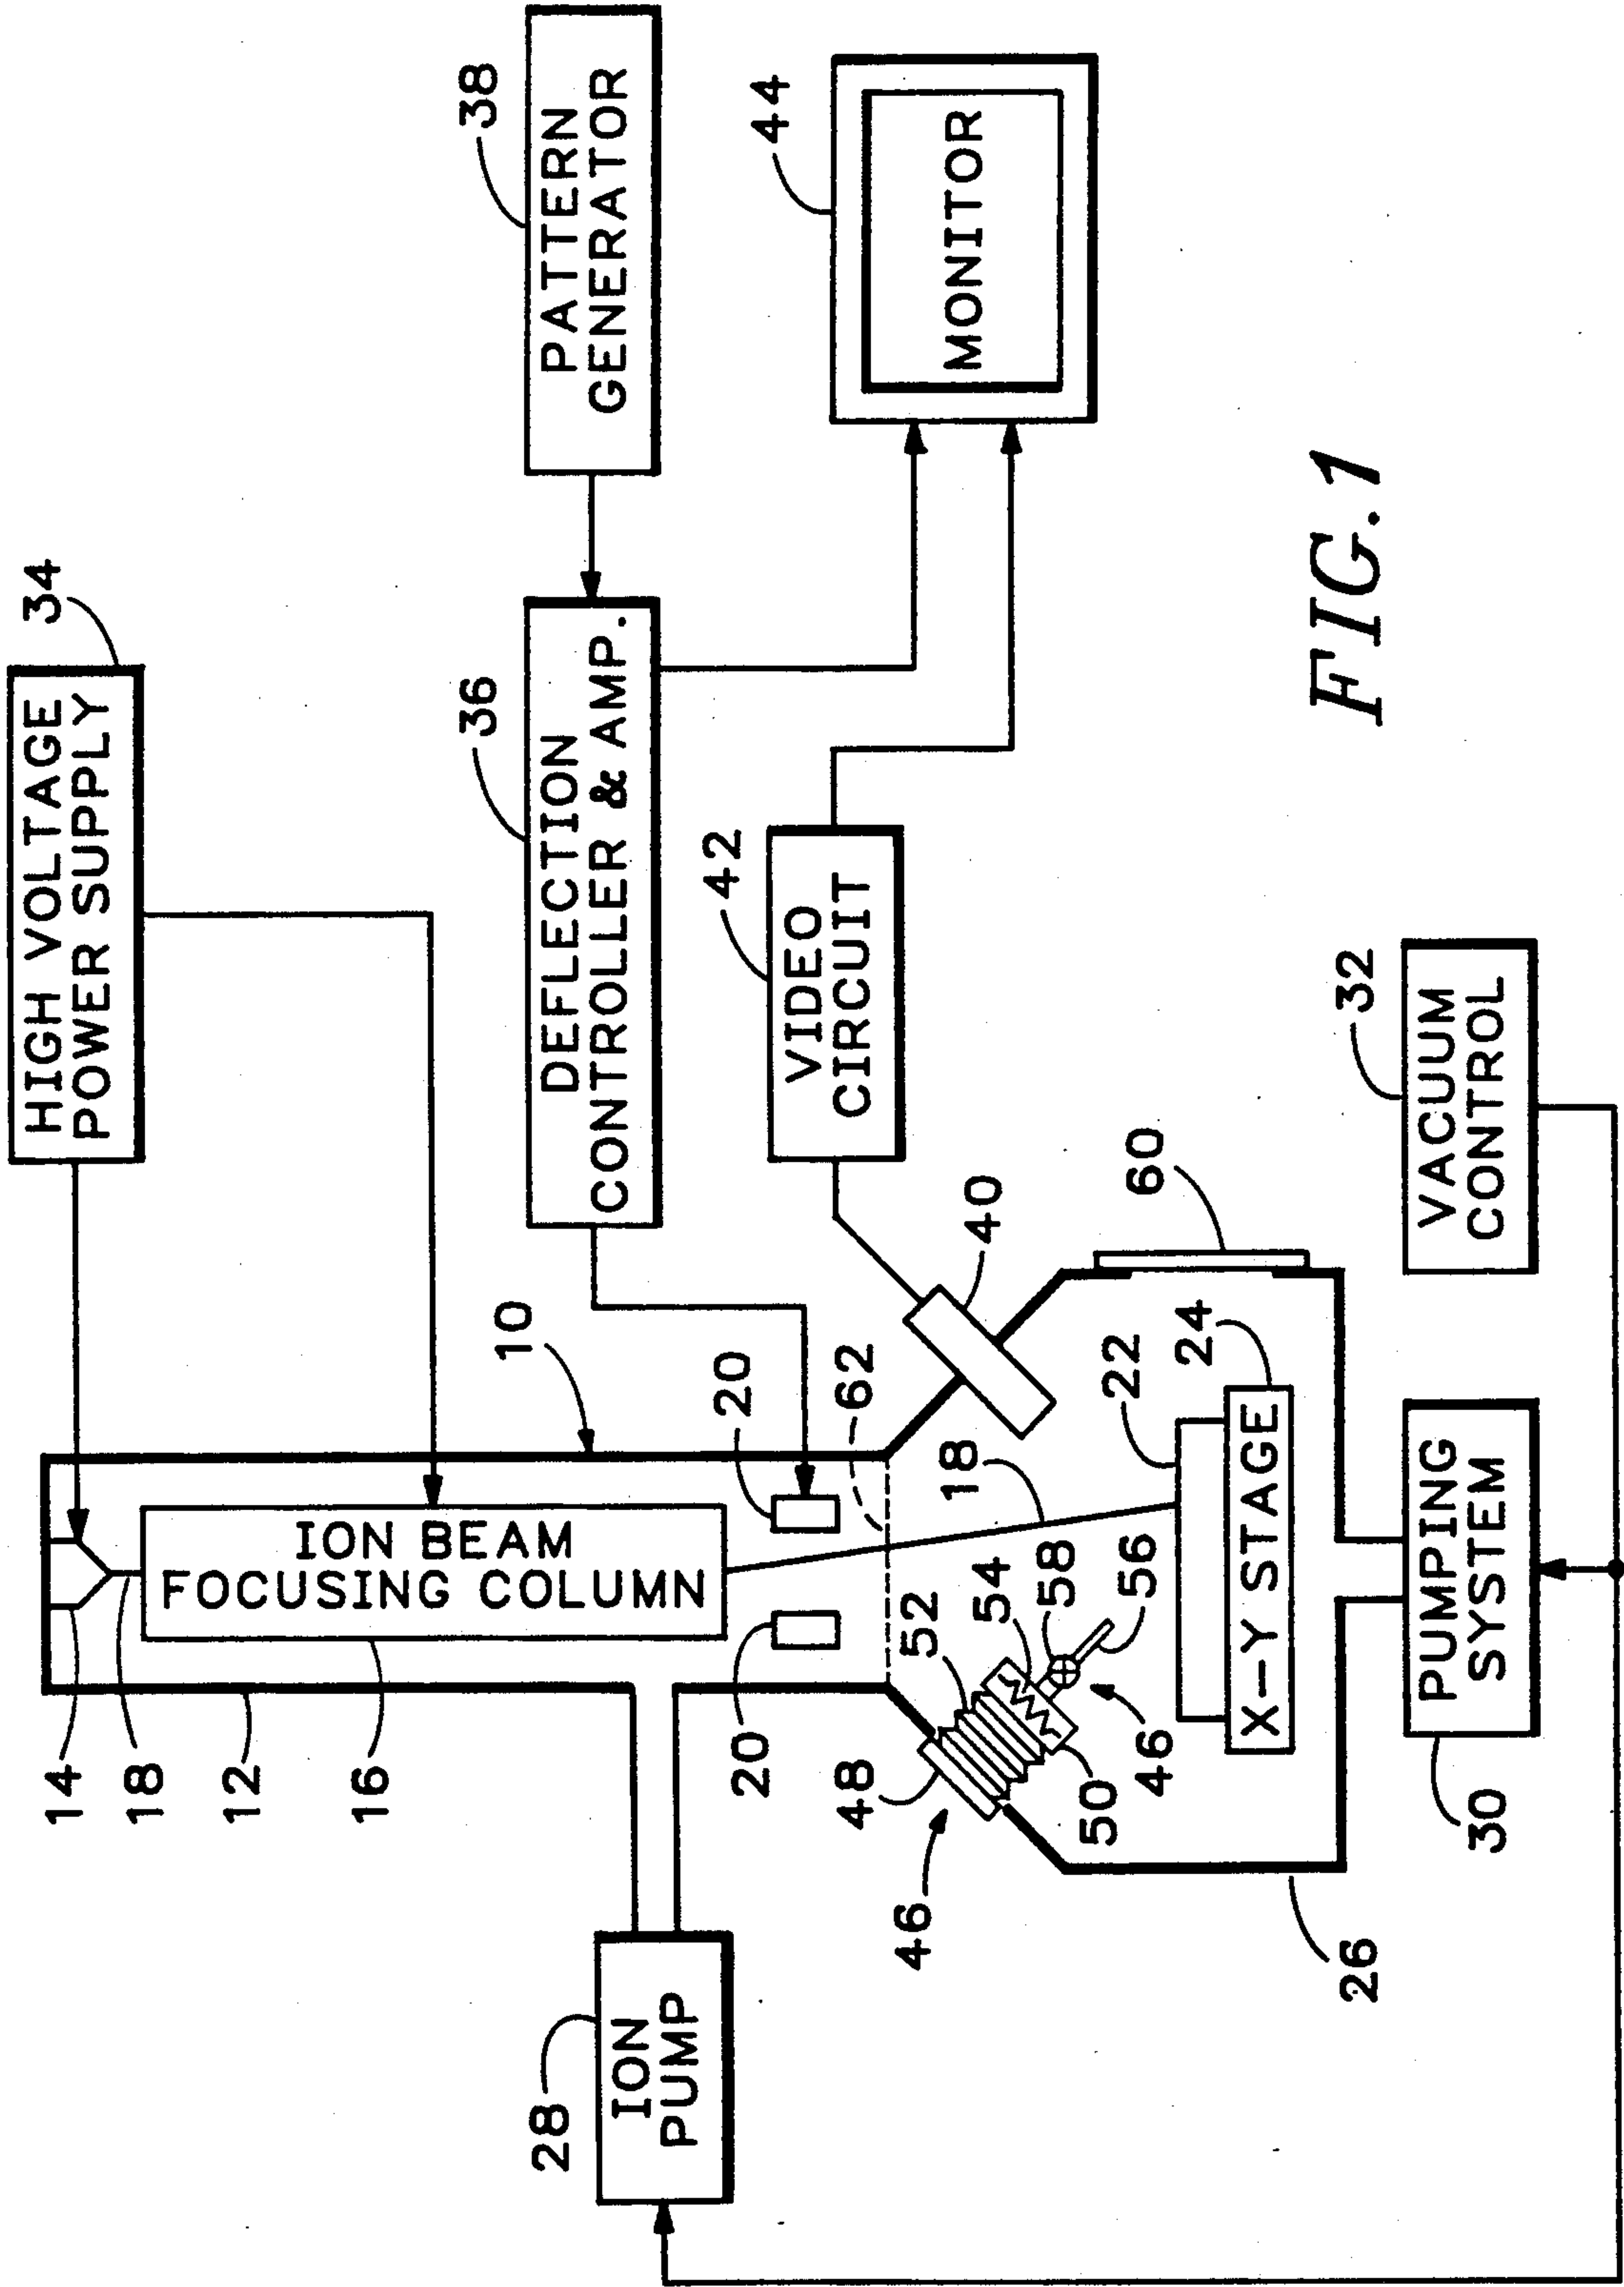 HIGH VOLTAGE
POWER SUPPLY
34
14
18
12
16
ION BEAM
FOCUSING COLUMN
10
20
20
62
DEFLECTION
CONTROLLER & AMP.
36
PATTERN
GENERATOR
38
28
ION
PUMP
VIDEO
CIRCUIT
42
MONITOR
44
40
60
18
22
24
X-Y STAGE
46
48
52
54
58
56
50
46
26
30
PUMPING
SYSTEM
VACUUM
CONTROL
32
FIG.1